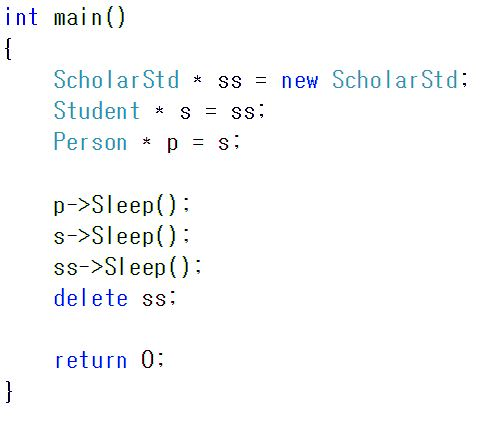 int main()
{
    ScholarStd * ss = new ScholarStd;
    Student * s = ss;
    Person * p = s;

    p->Sleep();
    s->Sleep();
    ss->Sleep();
    delete ss;

    return 0;
}